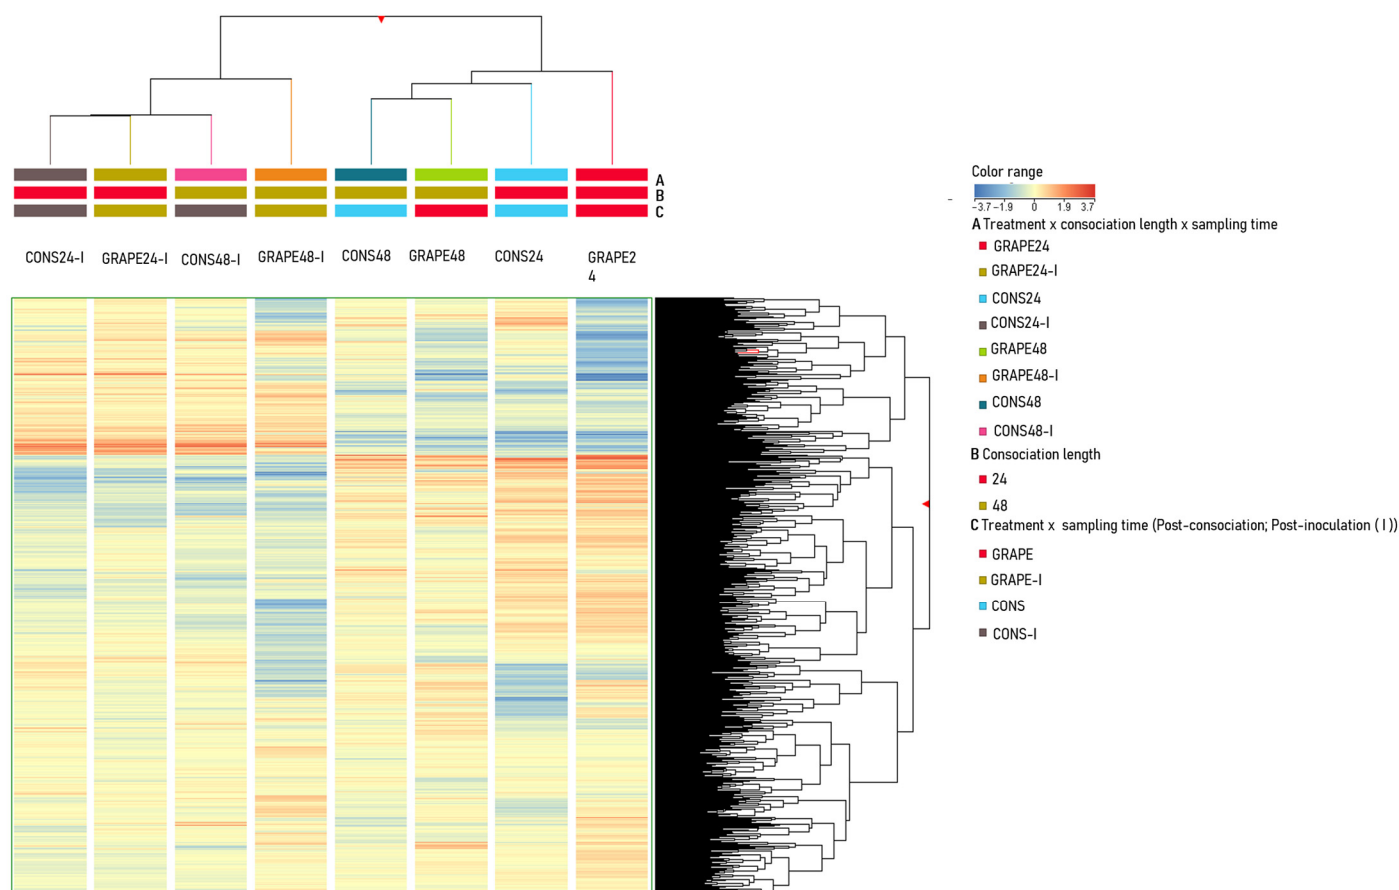 A
B
C
CONS24-I
GRAPE24-I
CONS48-I
GRAPE48-I
CONS48
GRAPE48
CONS24
GRAPE2
4
Color range
−3.7 −1.9 0 1.9 3.7
A Treatment x consociation length x sampling time
GRAPE24
GRAPE24-I
CONS24
CONS24-I
GRAPE48
GRAPE48-I
CONS48
CONS48-I
B Consociation length
24
48
C Treatment x sampling time (Post-consociation; Post-inoculation (I))
GRAPE
GRAPE-I
CONS
CONS-I